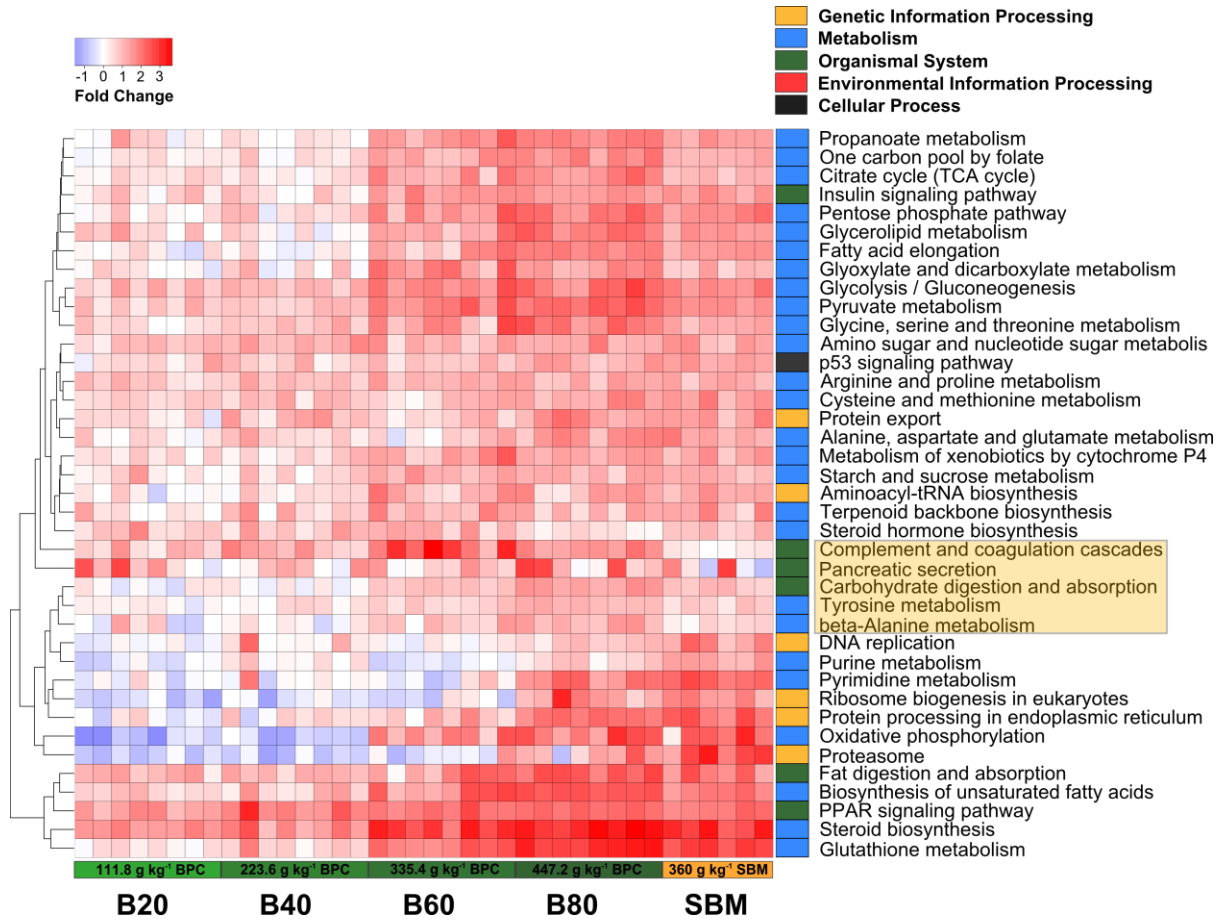 Genetic Information Processing
Metabolism
Organismal System
Environmental Information Processing
Cellular Process
-1 0 1 2 3
Fold Change
Propanoate metabolism
One carbon pool by folate
Citrate cycle (TCA cycle)
Insulin signaling pathway
Pentose phosphate pathway
Glycerolipid metabolism
Fatty acid elongation
Glyoxylate and dicarboxylate metabolism
Glycolysis / Gluconeogenesis
Pyruvate metabolism
Glycine, serine and threonine metabolism
Amino sugar and nucleotide sugar metabolis
p53 signaling pathway
Arginine and proline metabolism
Cysteine and methionine metabolism
Protein export
Alanine, aspartate and glutamate metabolism
Metabolism of xenobiotics by cytochrome P4
Starch and sucrose metabolism
Aminoacyl-tRNA biosynthesis
Terpenoid backbone biosynthesis
Steroid hormone biosynthesis
Complement and coagulation cascades
Pancreatic secretion
Carbohydrate digestion and absorption
Tyrosine metabolism
beta-Alanine metabolism
DNA replication
Purine metabolism
Pyrimidine metabolism
Ribosome biogenesis in eukaryotes
Protein processing in endoplasmic reticulum
Oxidative phosphorylation
Proteasome
Fat digestion and absorption
Biosynthesis of unsaturated fatty acids
PPAR signaling pathway
Steroid biosynthesis
Glutathione metabolism
111.8 g kg⁻¹ BPC 223.6 g kg⁻¹ BPC 335.4 g kg⁻¹ BPC 447.2 g kg⁻¹ BPC 360 g kg⁻¹ SBM
B20 B40 B60 B80 SBM